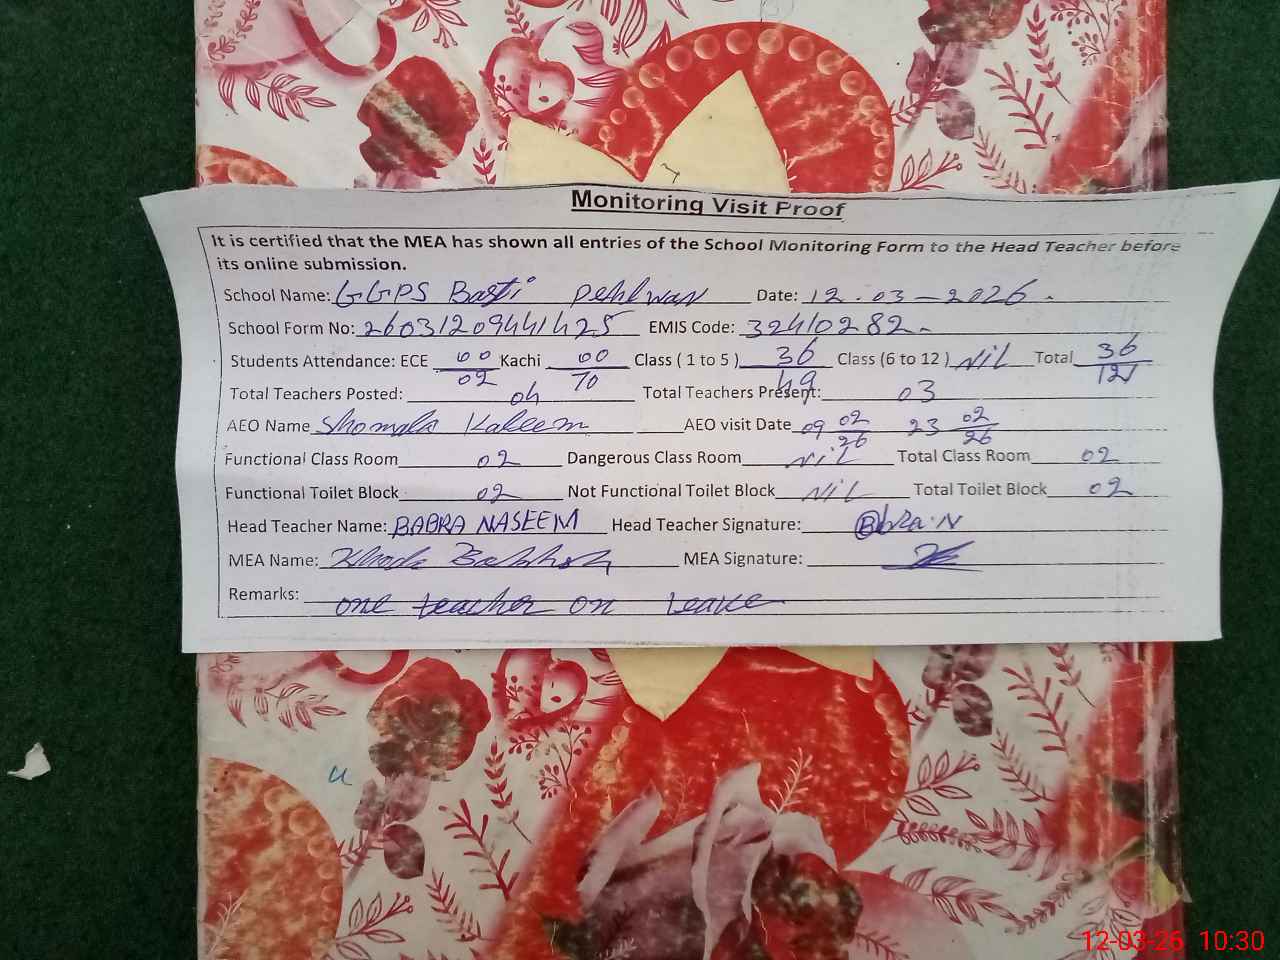 Monitoring Visit Proof
It is certified that the MEA has shown all entries of the School Monitoring Form to the Head Teacher before
its online submission.
School Name: GGPS Basti Pehlwan Date: 12.03-2026.
School Form No: 26031209441425 EMIS Code: 32410282.
Students Attendance: ECE 00/02 Kachi 00/70 Class ( 1 to 5 ) 36/49 Class (6 to 12 ) NiL Total 36/121
Total Teachers Posted: 04 Total Teachers Present: 03
AEO Name Shomala Kaleem AEO visit Date 09 02/26 23 02/26
Functional Class Room 02 Dangerous Class Room NiL Total Class Room 02
Functional Toilet Block 02 Not Functional Toilet Block NiL Total Toilet Block 02
Head Teacher Name: BABRA NASEEM Head Teacher Signature: Bbra.N
MEA Name: Khuda Bakhsh MEA Signature:
Remarks: one teacher on Leave
12-03-26 10:30